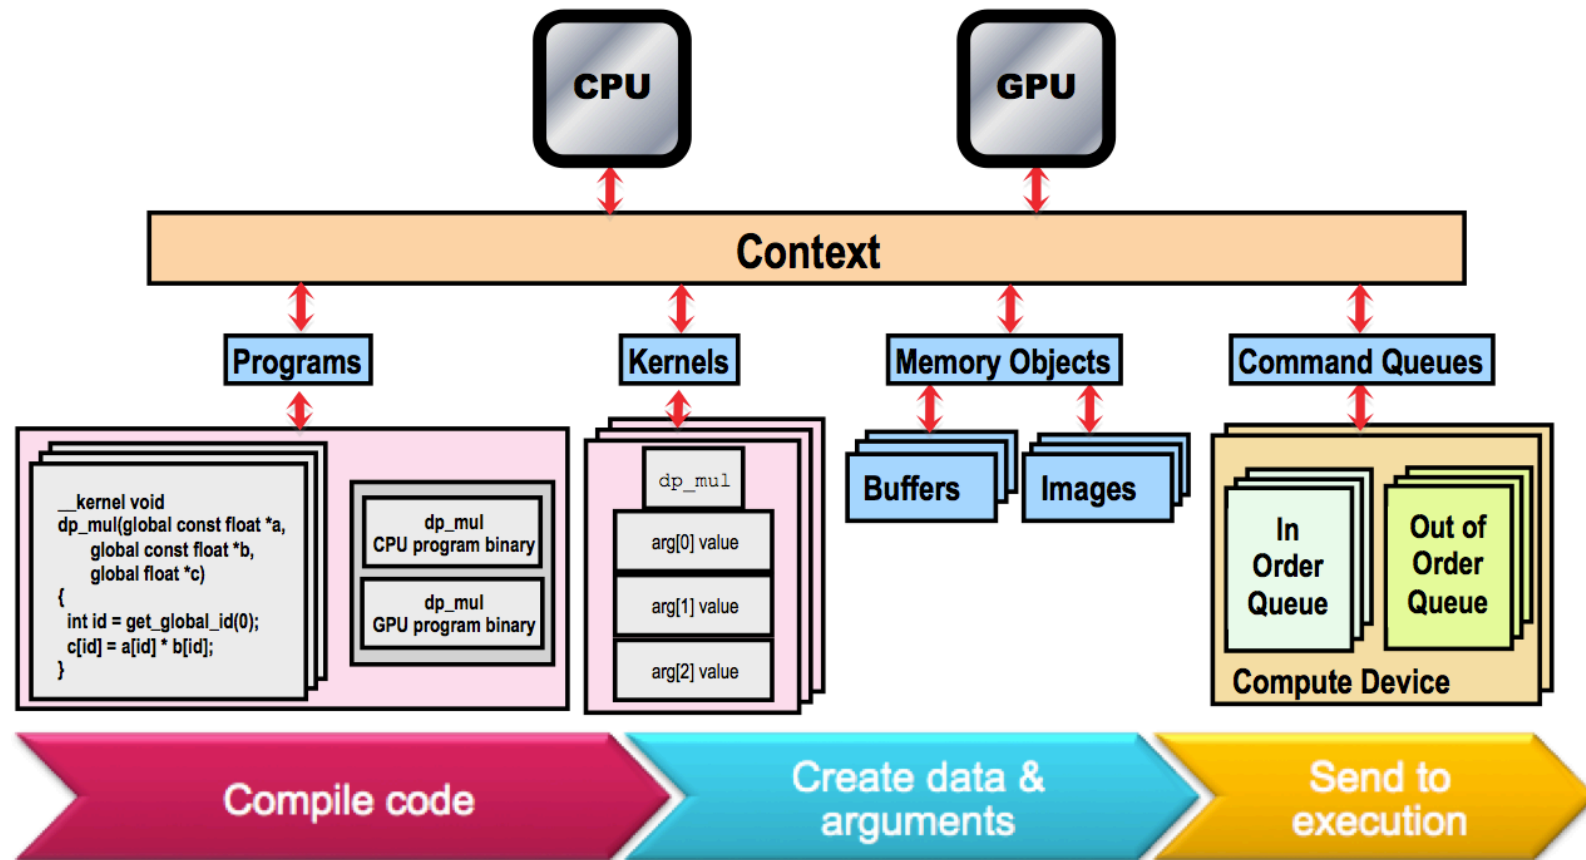 CPU
GPU
Context
Programs
Kernels
Memory Objects
Command Queues
__kernel void
dp_mul(global const float *a,
global const float *b,
global float *c)
{
int id = get_global_id(0);
c[id] = a[id] * b[id];
}
dp_mul
CPU program binary
dp_mul
GPU program binary
dp_mul
arg[0] value
arg[1] value
arg[2] value
Buffers
Images
In
Order
Queue
Out of
Order
Queue
Compute Device
Compile code
Create data &
arguments
Send to
execution